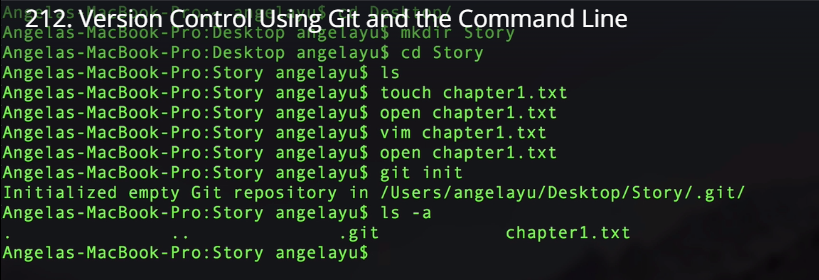 Angelas-MacBook-Pro:~ angelayu$ cd Desktop/
212. Version Control Using Git and the Command Line
Angelas-MacBook-Pro:Desktop angelayu$ mkdir Story
Angelas-MacBook-Pro:Desktop angelayu$ cd Story
Angelas-MacBook-Pro:Story angelayu$ ls
Angelas-MacBook-Pro:Story angelayu$ touch chapter1.txt
Angelas-MacBook-Pro:Story angelayu$ open chapter1.txt
Angelas-MacBook-Pro:Story angelayu$ vim chapter1.txt
Angelas-MacBook-Pro:Story angelayu$ open chapter1.txt
Angelas-MacBook-Pro:Story angelayu$ git init
Initialized empty Git repository in /Users/angelayu/Desktop/Story/.git/
Angelas-MacBook-Pro:Story angelayu$ ls -a
. .. .git chapter1.txt
Angelas-MacBook-Pro:Story angelayu$